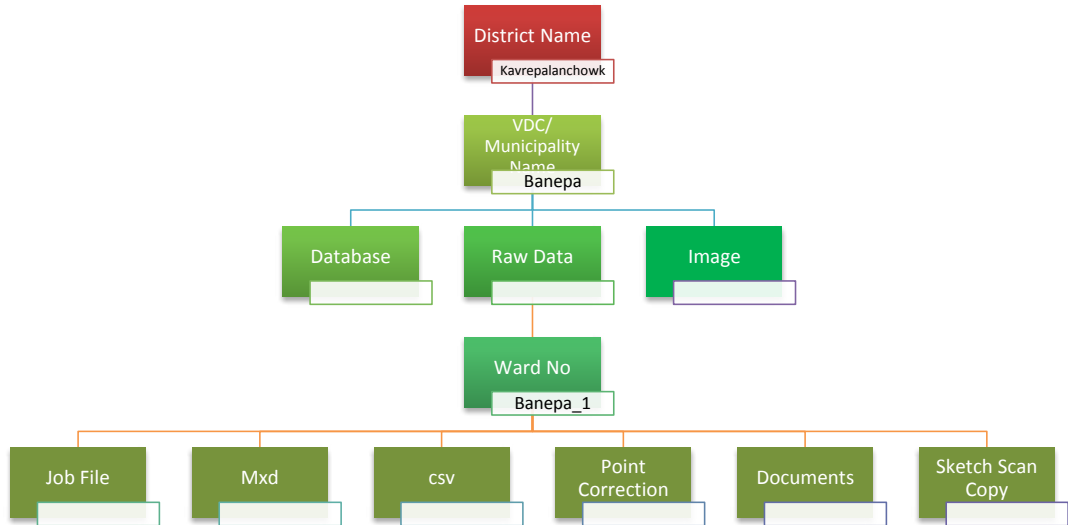 District Name
Kavrepalanchowk
VDC/
Municipality
Name
Banepa
Database
Raw Data
Image
Ward No
Banepa_1
Job File
Mxd
csv
Point
Correction
Documents
Sketch Scan
Copy